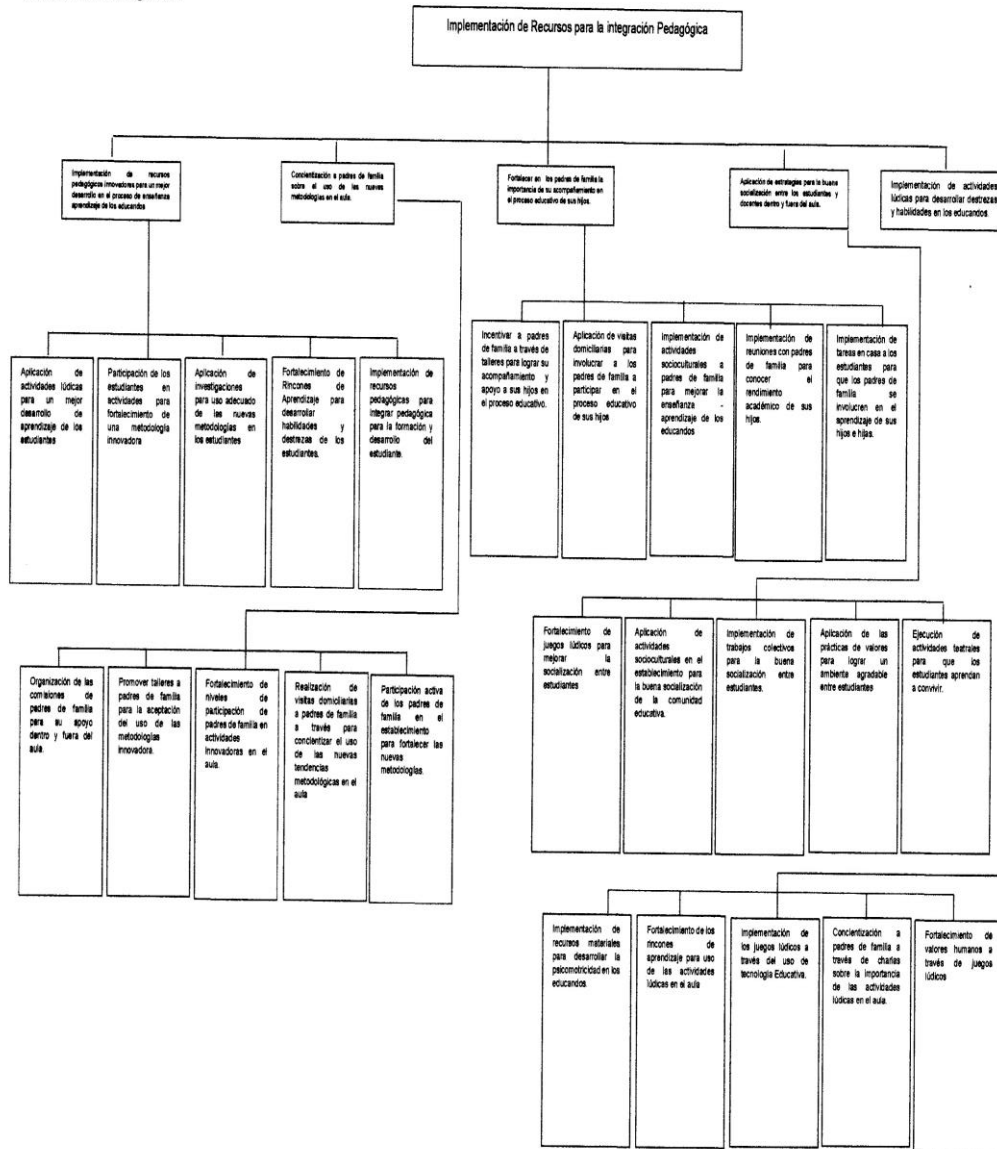 Implementación de Recursos para la integración Pedagógica
Implementación de recursos
pedagógicos innovadores para un mejor
desarrollo en el proceso de enseñanza
aprendizaje de los educandos
Concientización a padres de familia
sobre el uso de las nuevas
metodologías en el aula.
Fortalecer en los padres de familia la
importancia de su acompañamiento en
el proceso educativo de sus hijos.
Aplicación de estrategias para la buena
socialización entre los estudiantes y
docentes dentro y fuera del aula.
Implementación de actividades
lúdicas para desarrollar destrezas
y habilidades en los educandos.
Aplicación de
actividades lúdicas
para un mejor
desarrollo de
aprendizaje de los
estudiantes
Participación de los
estudiantes en
actividades para
fortalecimiento de
una metodología
innovadora
Aplicación de
investigaciones
para uso adecuado
de las nuevas
metodologías en
los estudiantes
Fortalecimiento de
Rincones de
Aprendizaje para
desarrollar
habilidades y
destrezas de los
estudiantes.
Implementación de
recursos
pedagógicas para
integrar pedagógica
para la formación y
desarrollo del
estudiante.
Incentivar a padres
de familia a través de
talleres para lograr su
acompañamiento y
apoyo a sus hijos en
el proceso educativo.
Aplicación de visitas
domiciliarias para
involucrar a los
padres de familia a
participar en el
proceso educativo
de sus hijos
Implementación de
actividades
socioculturales a
padres de familia
para mejorar la
enseñanza -
aprendizaje de los
educandos
Implementación de
reuniones con padres
de familia para
conocer el
rendimiento
académico de sus
hijos.
Implementación de
tareas en casa a los
estudiantes para
que los padres de
familia se
involucren en el
aprendizaje de sus
hijos e hijas.
Organización de las
comisiones de
padres de familia
para su apoyo
dentro y fuera del
aula.
Promover talleres a
padres de familia
para la aceptación
del uso de las
metodologías
innovadora.
Fortalecimiento de
niveles de
participación de
padres de familia en
actividades
innovadoras en el
aula.
Realización de
visitas domiciliarias
a padres de familia
a través para
concientizar el uso
de las nuevas
tendencias
metodológicas en el
aula
Participación activa
de los padres de
familia en el
establecimiento
para fortalecer las
nuevas
metodologías.
Fortalecimiento de
juegos lúdicos para
mejorar la
socialización entre
estudiantes
Aplicación de
actividades
socioculturales en el
establecimiento para
la buena socialización
de la comunidad
educativa.
Implementación de
trabajos colectivos
para la buena
socialización entre
estudiantes.
Aplicación de las
prácticas de valores
para lograr un
ambiente agradable
entre estudiantes
Ejecución de
actividades teatrales
para que los
estudiantes aprendan
a convivir.
Implementación de
recursos materiales
para desarrollar la
psicomotricidad en los
educandos.
Fortalecimiento de los
rincones de
aprendizaje para uso
de las actividades
lúdicas en el aula
Implementación de
los juegos lúdicos a
través del uso de
tecnología Educativa.
Concientización a
padres de familia a
través de charlas
sobre la importancia
de las actividades
lúdicas en el aula.
Fortalecimiento de
valores humanos a
través de juegos
lúdicos